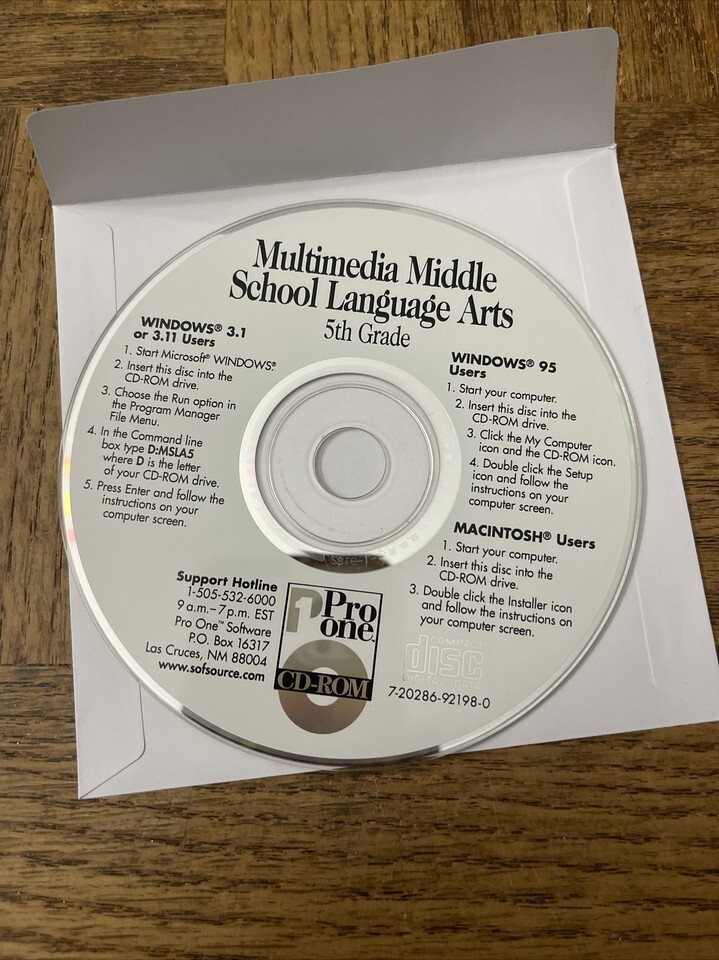 Multimedia Middle
School Language Arts
5th Grade
WINDOWS® 3.1
or 3.11 Users
1. Start Microsoft® WINDOWS®.
2. Insert this disc into the
CD-ROM drive.
3. Choose the Run option in
the Program Manager
File Menu.
4. In the Command line
box type D:MSLA5
where D is the letter
of your CD-ROM drive.
5. Press Enter and follow the
instructions on your
computer screen.
WINDOWS® 95
Users
1. Start your computer.
2. Insert this disc into the
CD-ROM drive.
3. Click the My Computer
icon and the CD-ROM icon.
4. Double click the Setup
icon and follow the
instructions on your
computer screen.
MACINTOSH® Users
1. Start your computer.
2. Insert this disc into the
CD-ROM drive.
3. Double click the Installer icon
and follow the instructions on
your computer screen.
Support Hotline
1-505-532-6000
9 a.m.–7 p.m. EST
Pro One™ Software
P.O. Box 16317
Las Cruces, NM 88004
www.sofsource.com
1
Pro
one
CD-ROM
COMPACT
disc
DIGITAL DATA
7-20286-92198-0